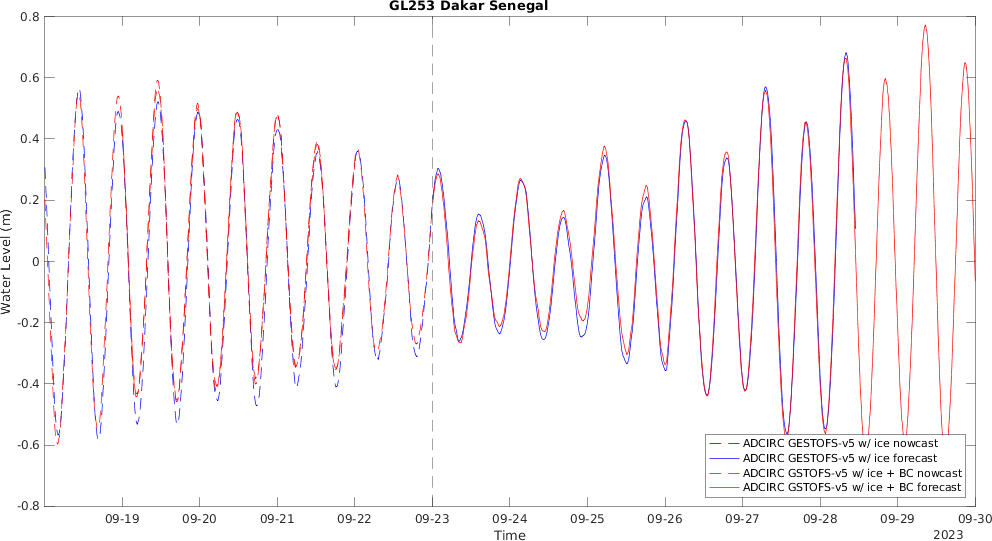 GL253 Dakar Senegal
0.8
0.6
0.4
0.2
0
-0.2
-0.4
-0.6
-0.8
Water Level (m)
ADCIRC GESTOFS-v5 w/ ice nowcast
ADCIRC GESTOFS-v5 w/ ice forecast
ADCIRC GSTOFS-v5 w/ ice + BC nowcast
ADCIRC GSTOFS-v5 w/ ice + BC forecast
09-19 09-20 09-21 09-22 09-23 09-24 09-25 09-26 09-27 09-28 09-29 09-30
Time
2023